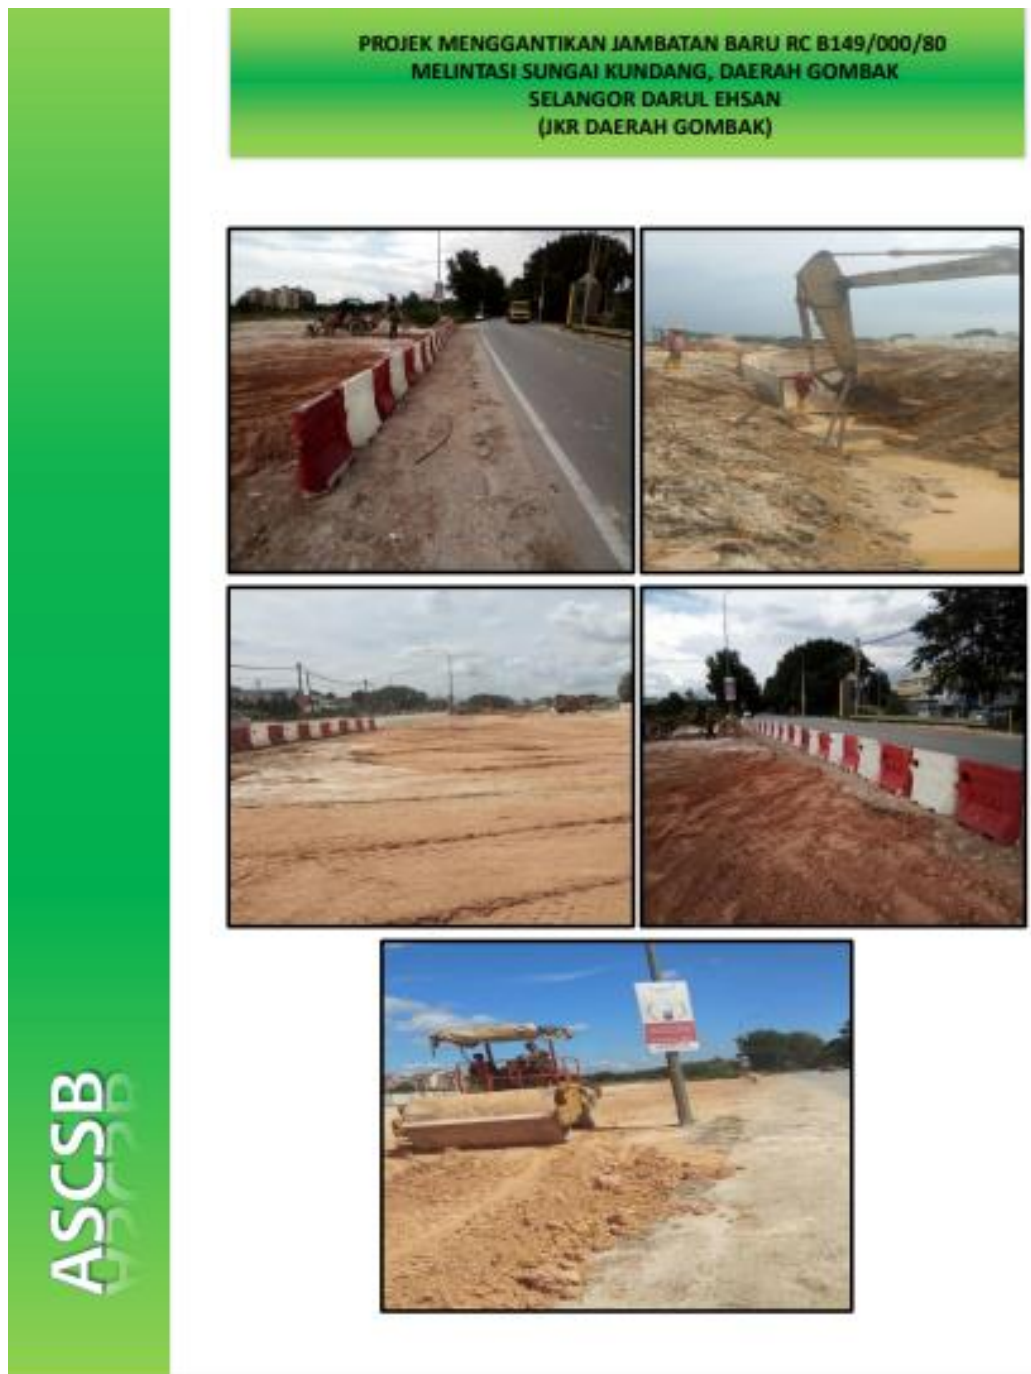 PROJEK MENGGANTIKAN JAMBATAN BARU RC B149/000/80
MELINTASI SUNGAI KUNDANG, DAERAH GOMBAK
SELANGOR DARUL EHSAN
(JKR DAERAH GOMBAK)
ASCSB